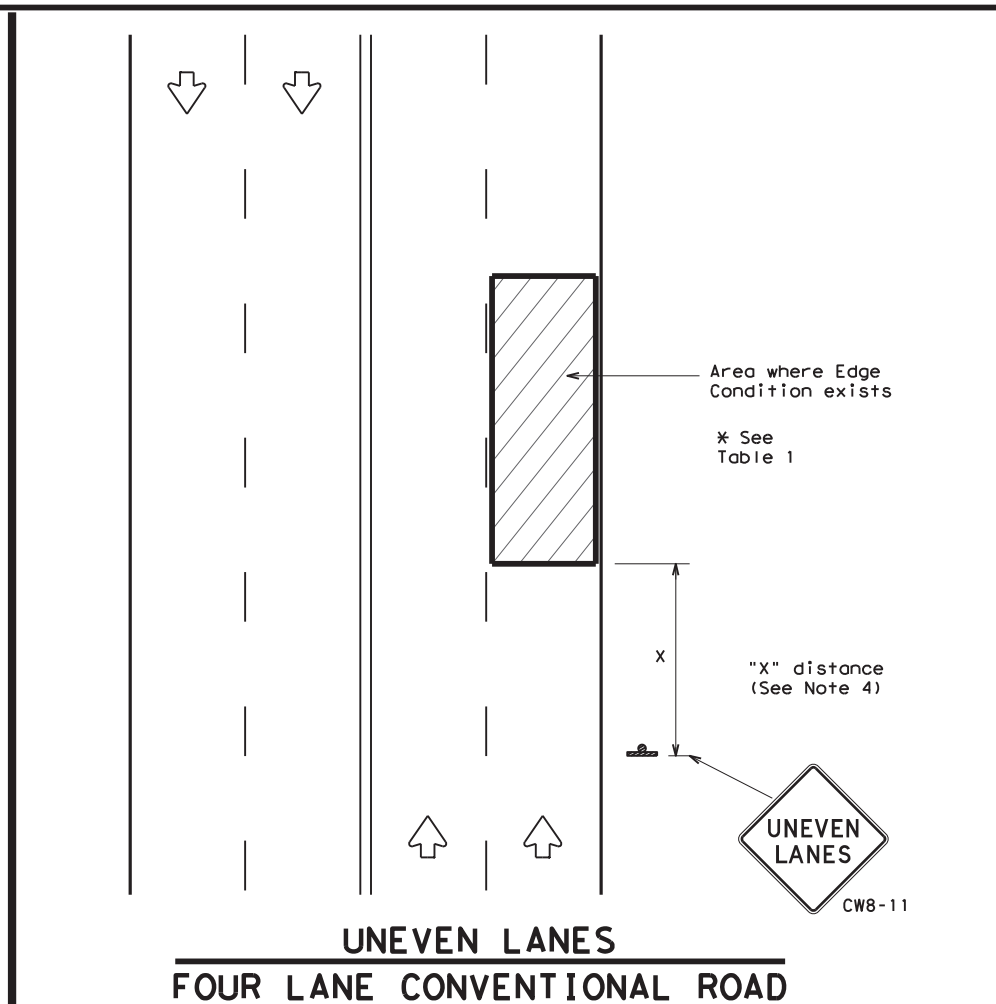 Area where Edge
Condition exists
* See
Table 1
X
"X" distance
(See Note 4)
UNEVEN
LANES
CW8-11
UNEVEN LANES
FOUR LANE CONVENTIONAL ROAD